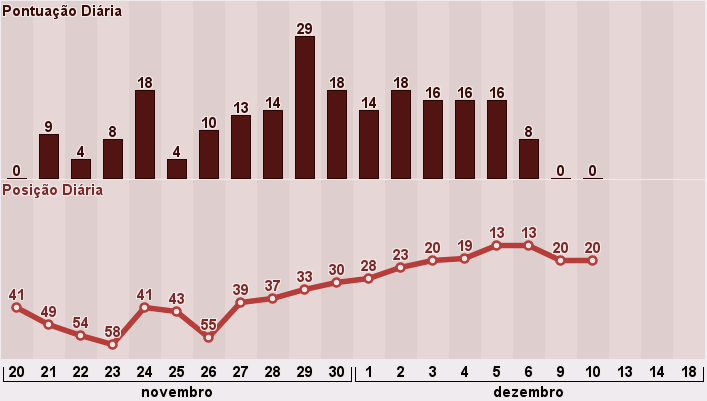 Pontuação Diária
0 9 4 8 18 4 10 13 14 29 18 14 18 16 16 16 8 0 0
Posição Diária
41 49 54 58 41 43 55 39 37 33 30 28 23 20 19 13 13 20 20
20 21 22 23 24 25 26 27 28 29 30 1 2 3 4 5 6 9 10 13 14 18
novembro dezembro